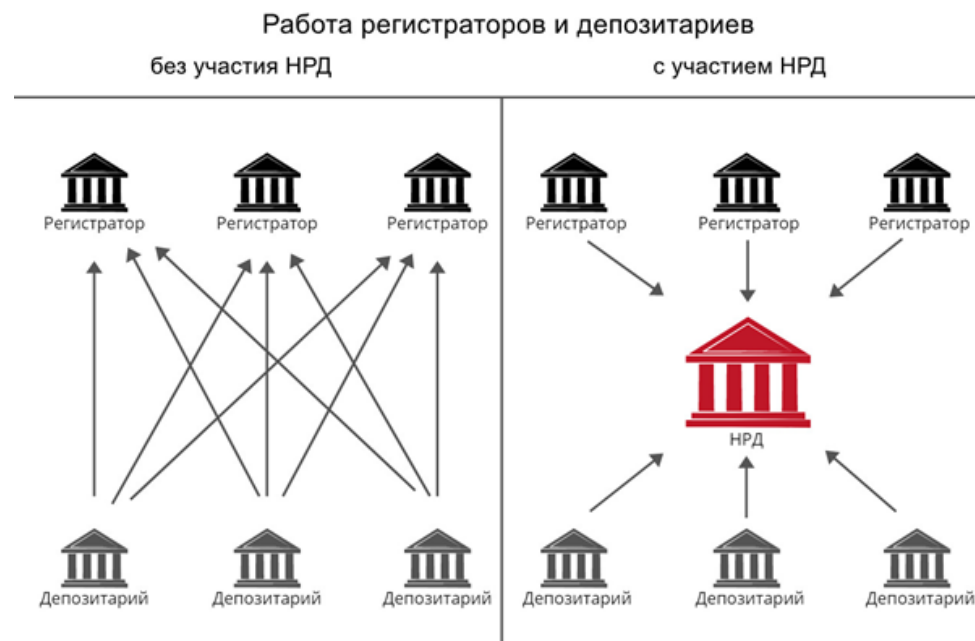 Работа регистраторов и депозитариев
без участия НРД
с участием НРД
Регистратор
Регистратор
Регистратор
Регистратор
Регистратор
Регистратор
НРД
Депозитарий
Депозитарий
Депозитарий
Депозитарий
Депозитарий
Депозитарий